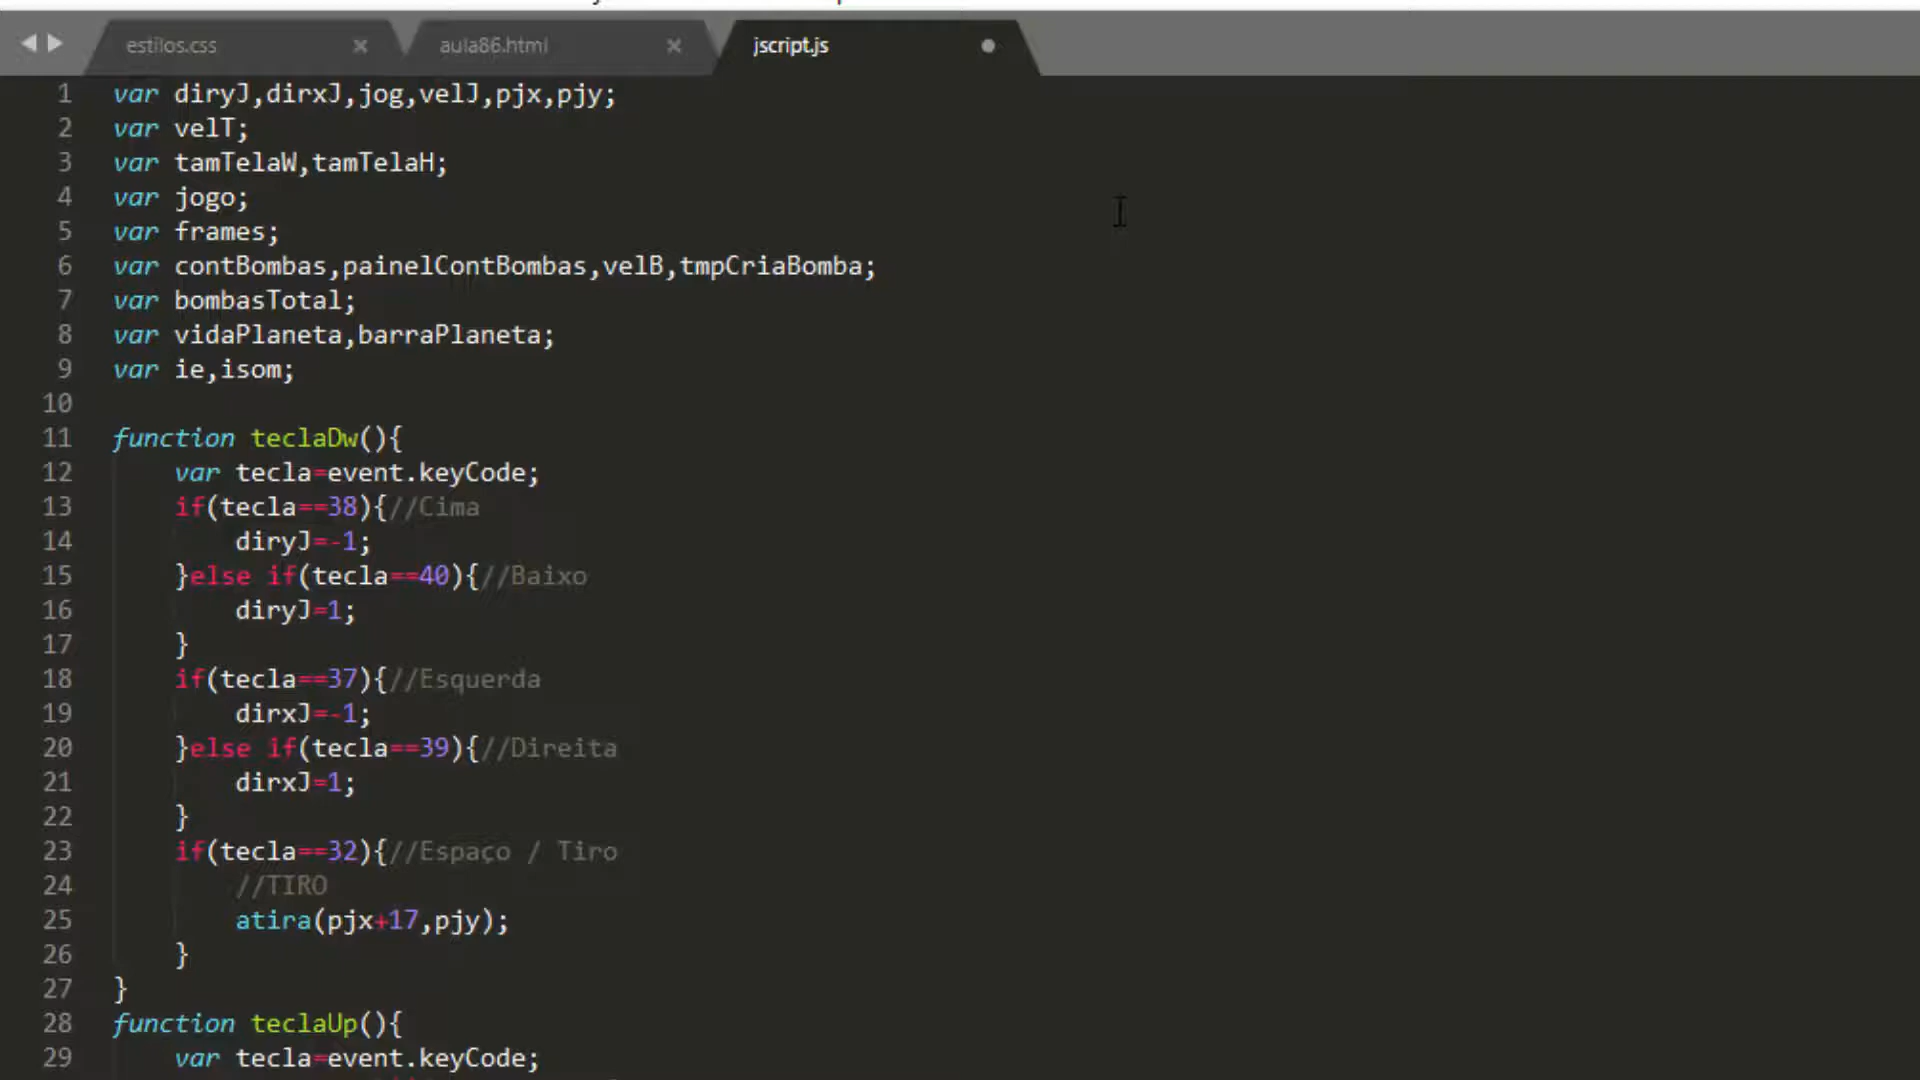 estilos.css aula86.html jscript.js
1 var diryJ,dirxJ,jog,velJ,pjx,pjy;
2 var velT;
3 var tamTelaW,tamTelaH;
4 var jogo;
5 var frames;
6 var contBombas,painelContBombas,velB,tmpCriaBomba;
7 var bombasTotal;
8 var vidaPlaneta,barraPlaneta;
9 var ie,isom;
10
11 function teclaDw(){
12 var tecla=event.keyCode;
13 if(tecla==38){//Cima
14 diryJ=-1;
15 }else if(tecla==40){//Baixo
16 diryJ=1;
17 }
18 if(tecla==37){//Esquerda
19 dirxJ=-1;
20 }else if(tecla==39){//Direita
21 dirxJ=1;
22 }
23 if(tecla==32){//Espaço / Tiro
24 //TIRO
25 atira(pjx+17,pjy);
26 }
27 }
28 function teclaUp(){
29 var tecla=event.keyCode;